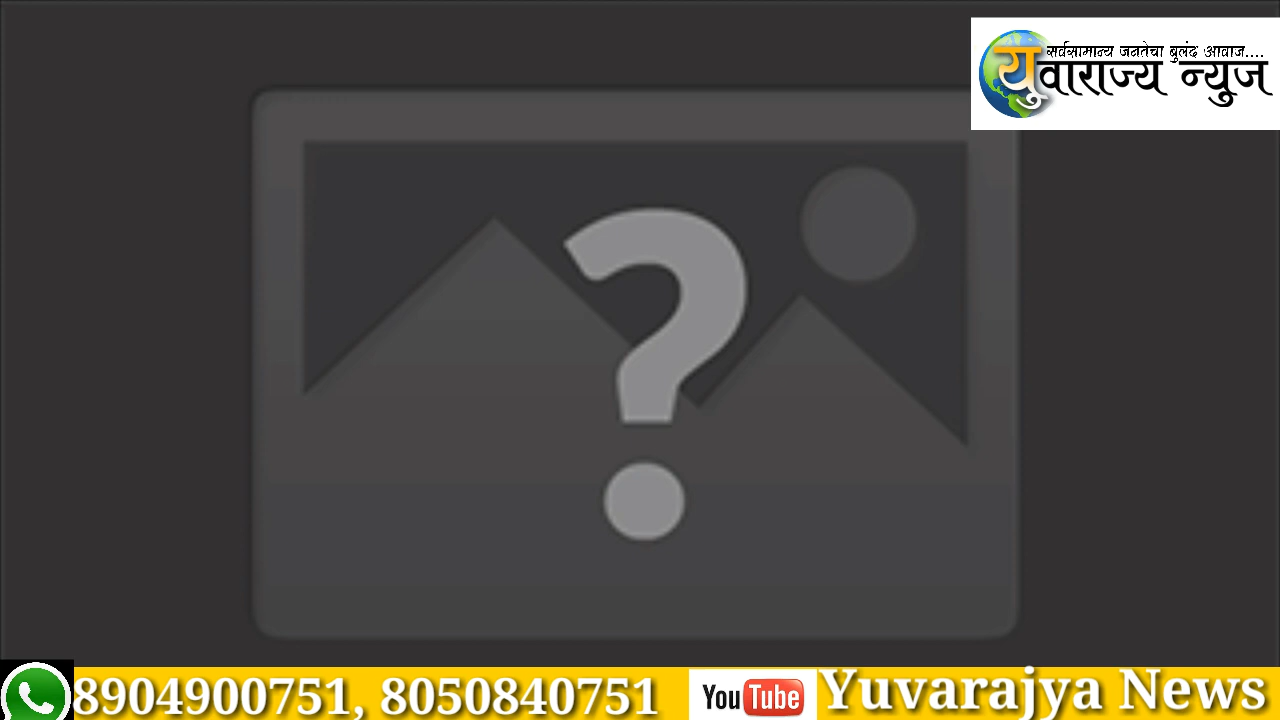 सर्वसामान्य जनतेचा बुलंद आवाज....
युवाराज्य न्युज
8904900751, 8050840751
YouTube
Yuvarajya News